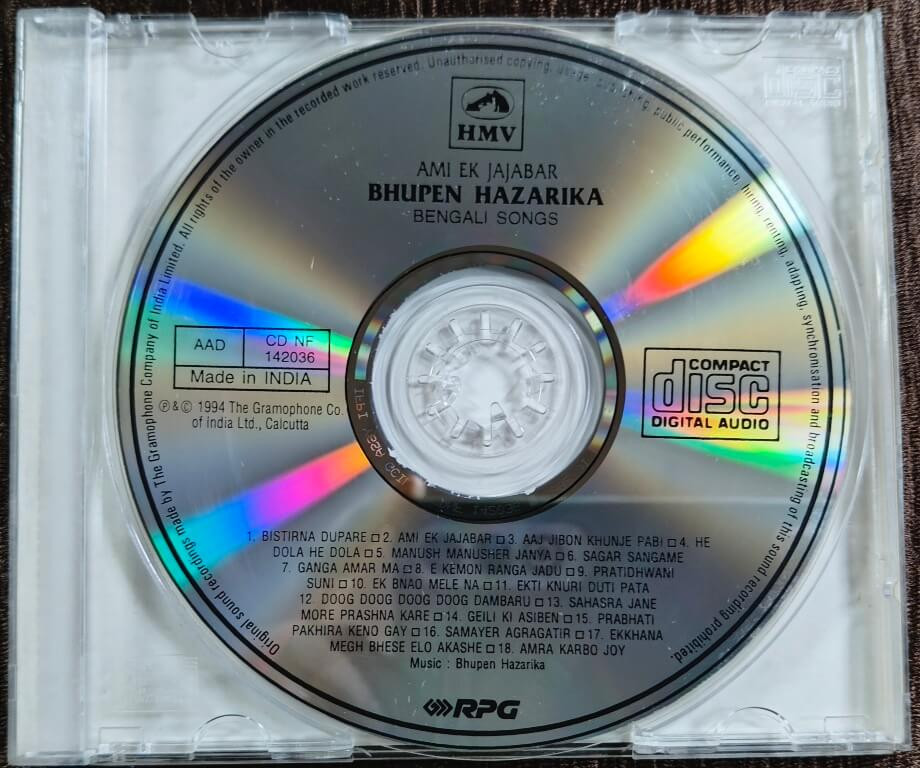 Original sound recordings made by The Gramophone Company of India Limited. All rights of the owner in the recorded work reserved. Unauthorised copying, public performance, hiring, renting, adapting, synchronisation and broadcasting of this sound recording prohibited.
HMV
AMI EK JAJABAR
BHUPEN HAZARIKA
BENGALI SONGS
AAD
CD NF
142036
Made in INDIA
℗ & © 1994 The Gramophone Co.
of india Ltd., Calcutta
COMPACT
disc
DIGITAL AUDIO
IFPI
1. BISTIRNA DUPARE □ 2. AMI EK JAJABAR □ 3. AAJ JIBON KHUNJE PABI □ 4. HE
DOLA HE DOLA □ 5. MANUSH MANUSHER JANYA □ 6. SAGAR SANGAME
7. GANGA AMAR MA □ 8. E KEMON RANGA JADU □ 9. PRATIDHWANI
SUNI □ 10. EK BNAO MELE NA □ 11. EKTI KNURI DUTI PATA
12. DOOG DOOG DOOG DOOG DAMBARU □ 13. SAHASRA JANE
MORE PRASHNA KARE □ 14. GEILI KI ASIBEN □ 15. PRABHATI
PAKHIRA KENO GAY □ 16. SAMAYER AGRAGATIR □ 17. EKKHANA
MEGH BHESE ELO AKASHE □ 18. AMRA KARBO JOY
Music : Bhupen Hazarika
RPG